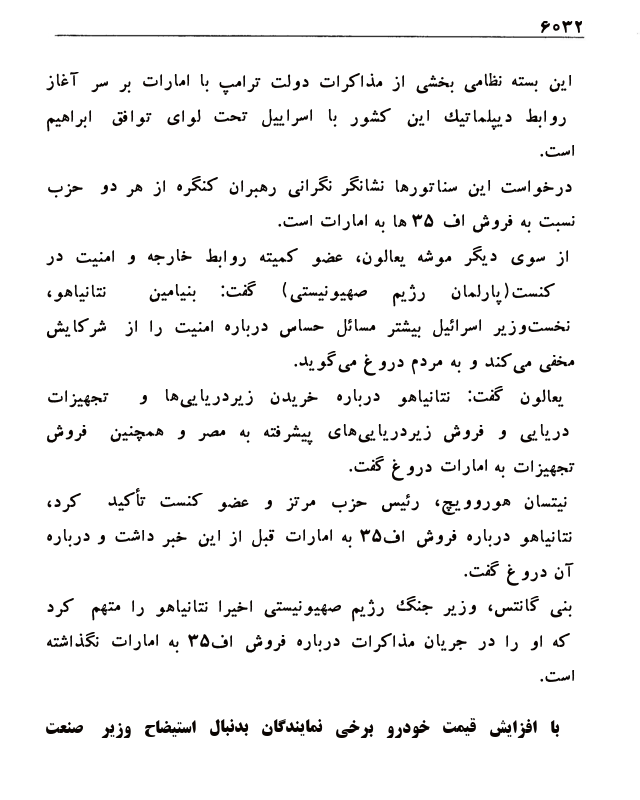 ۶۰۳۲
این بسته نظامی بخشی از مذاکرات دولت ترامپ با امارات بر سر آغاز
روابط دیپلماتیك این کشور با اسراییل تحت لوای توافق ابراهیم
است.
درخواست این سناتورها نشانگر نگرانی رهبران کنگره از هر دو حزب
نسبت به فروش اف ۳۵ ها به امارات است.
از سوی دیگر موشه یعالون، عضو کمیته روابط خارجه و امنیت در
کنست(پارلمان رژیم صهیونیستی) گفت: بنیامین نتانیاهو،
نخست‌وزیر اسرائیل بیشتر مسائل حساس درباره امنیت را از شرکایش
مخفی می‌کند و به مردم دروغ می‌گوید.
یعالون گفت: نتانیاهو درباره خریدن زیردریایی‌ها و تجهیزات
دریایی و فروش زیردریایی‌های پیشرفته به مصر و همچنین فروش
تجهیزات به امارات دروغ گفت.
نیتسان هوروویچ، رئیس حزب مرتز و عضو کنست تأکید کرد،
نتانیاهو درباره فروش اف۳۵ به امارات قبل از این خبر داشت و درباره
آن دروغ گفت.
بنی گانتس، وزیر جنگ رژیم صهیونیستی اخیرا نتانیاهو را متهم کرد
که او را در جریان مذاکرات درباره فروش اف۳۵ به امارات نگذاشته
است.
با افزایش قیمت خودرو برخی نمایندگان بدنبال استیضاح وزیر صنعت